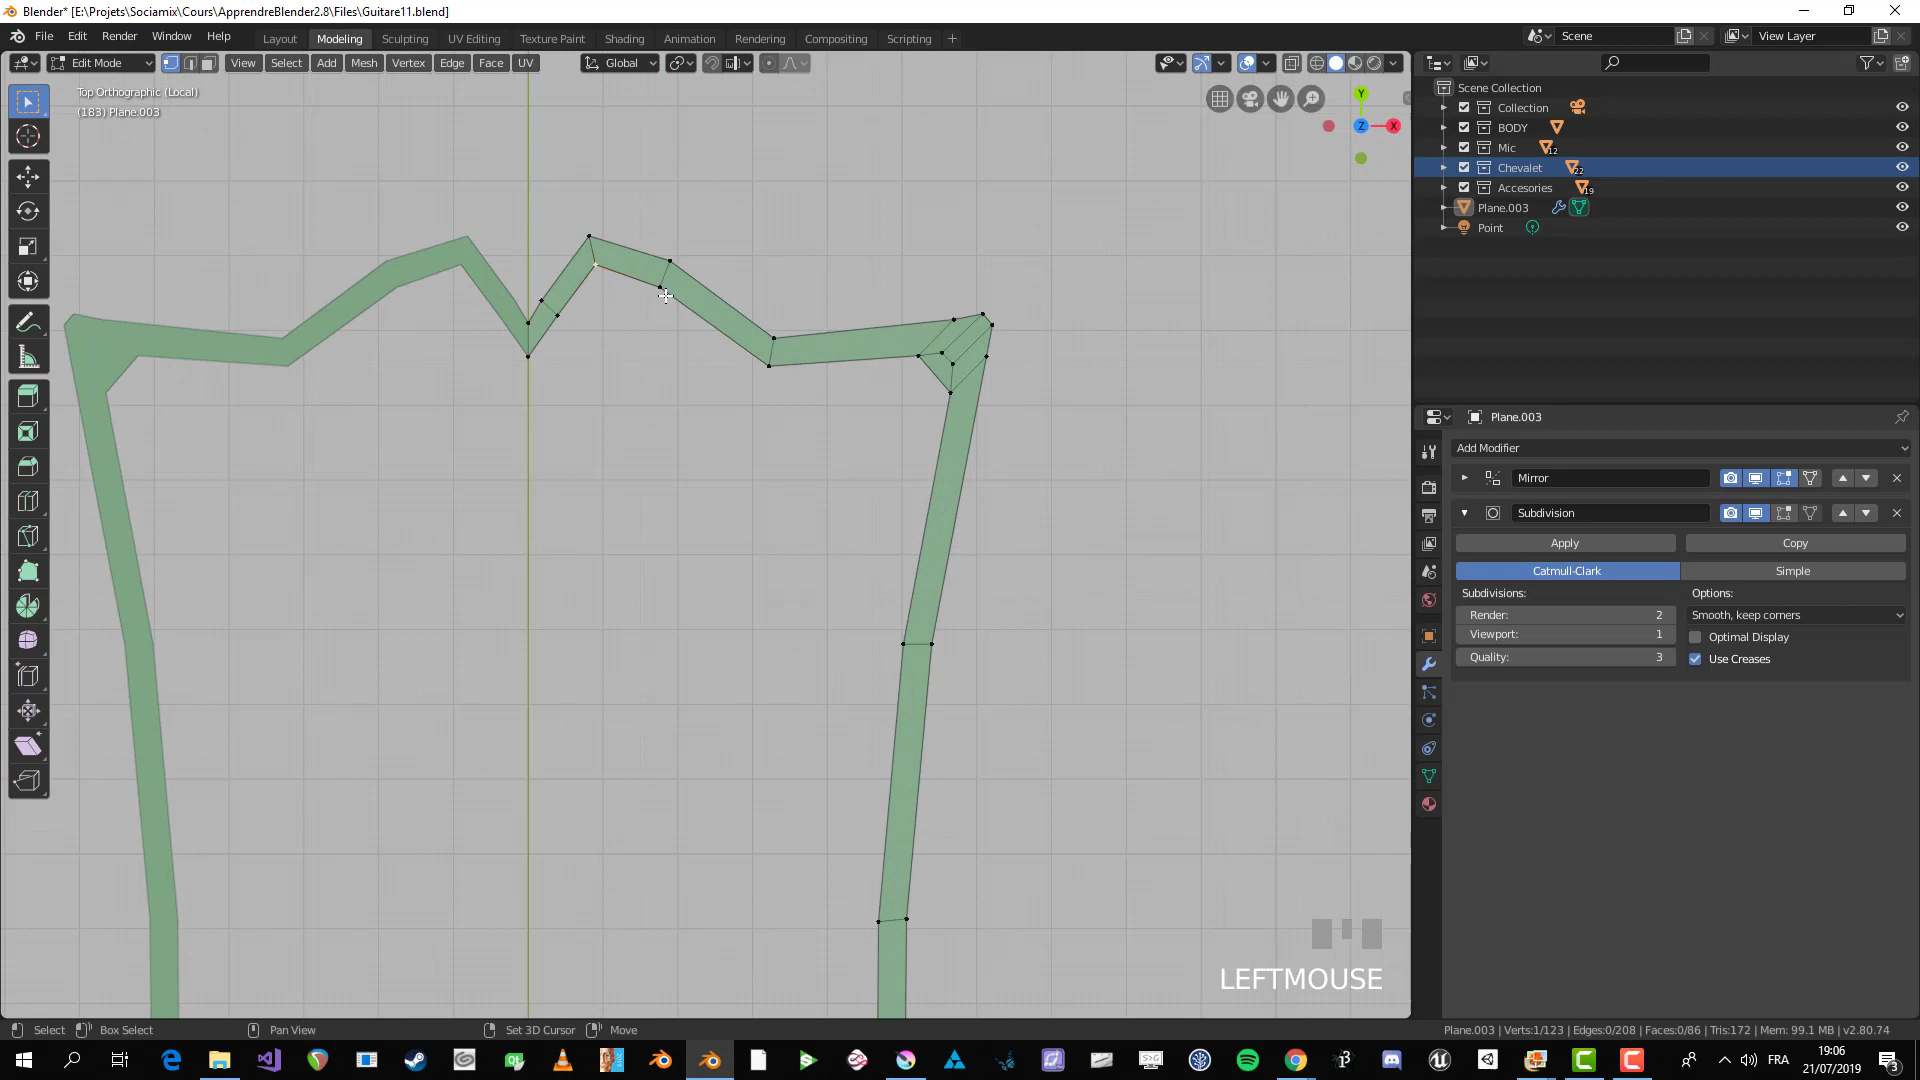 Blender* [E:\Projets\Sociamix\Cours\ApprendreBlender2.8\Files\Guitare11.blend]
File Edit Render Window Help Layout Modeling Sculpting UV Editing Texture Paint Shading Animation Rendering Compositing Scripting + Scene View Layer
Edit Mode View Select Add Mesh Vertex Edge Face UV Global
Top Orthographic (Local)
(183) Plane.003
Y
Z
X
Scene Collection
Collection
BODY
Mic 12
Chevalet 22
Accesories 19
Plane.003
Point
Plane.003
Add Modifier
Mirror
Subdivision
Apply Copy
Catmull-Clark Simple
Subdivisions: Options:
Render: 2 Smooth, keep corners
Viewport: 1 Optimal Display
Quality: 3 Use Creases
LEFTMOUSE
Select Box Select Pan View Set 3D Cursor Move Plane.003 | Verts:1/123 | Edges:0/208 | Faces:0/86 | Tris:172 | Mem: 99.1 MB | v2.80.74
FRA 19:06
21/07/2019 3